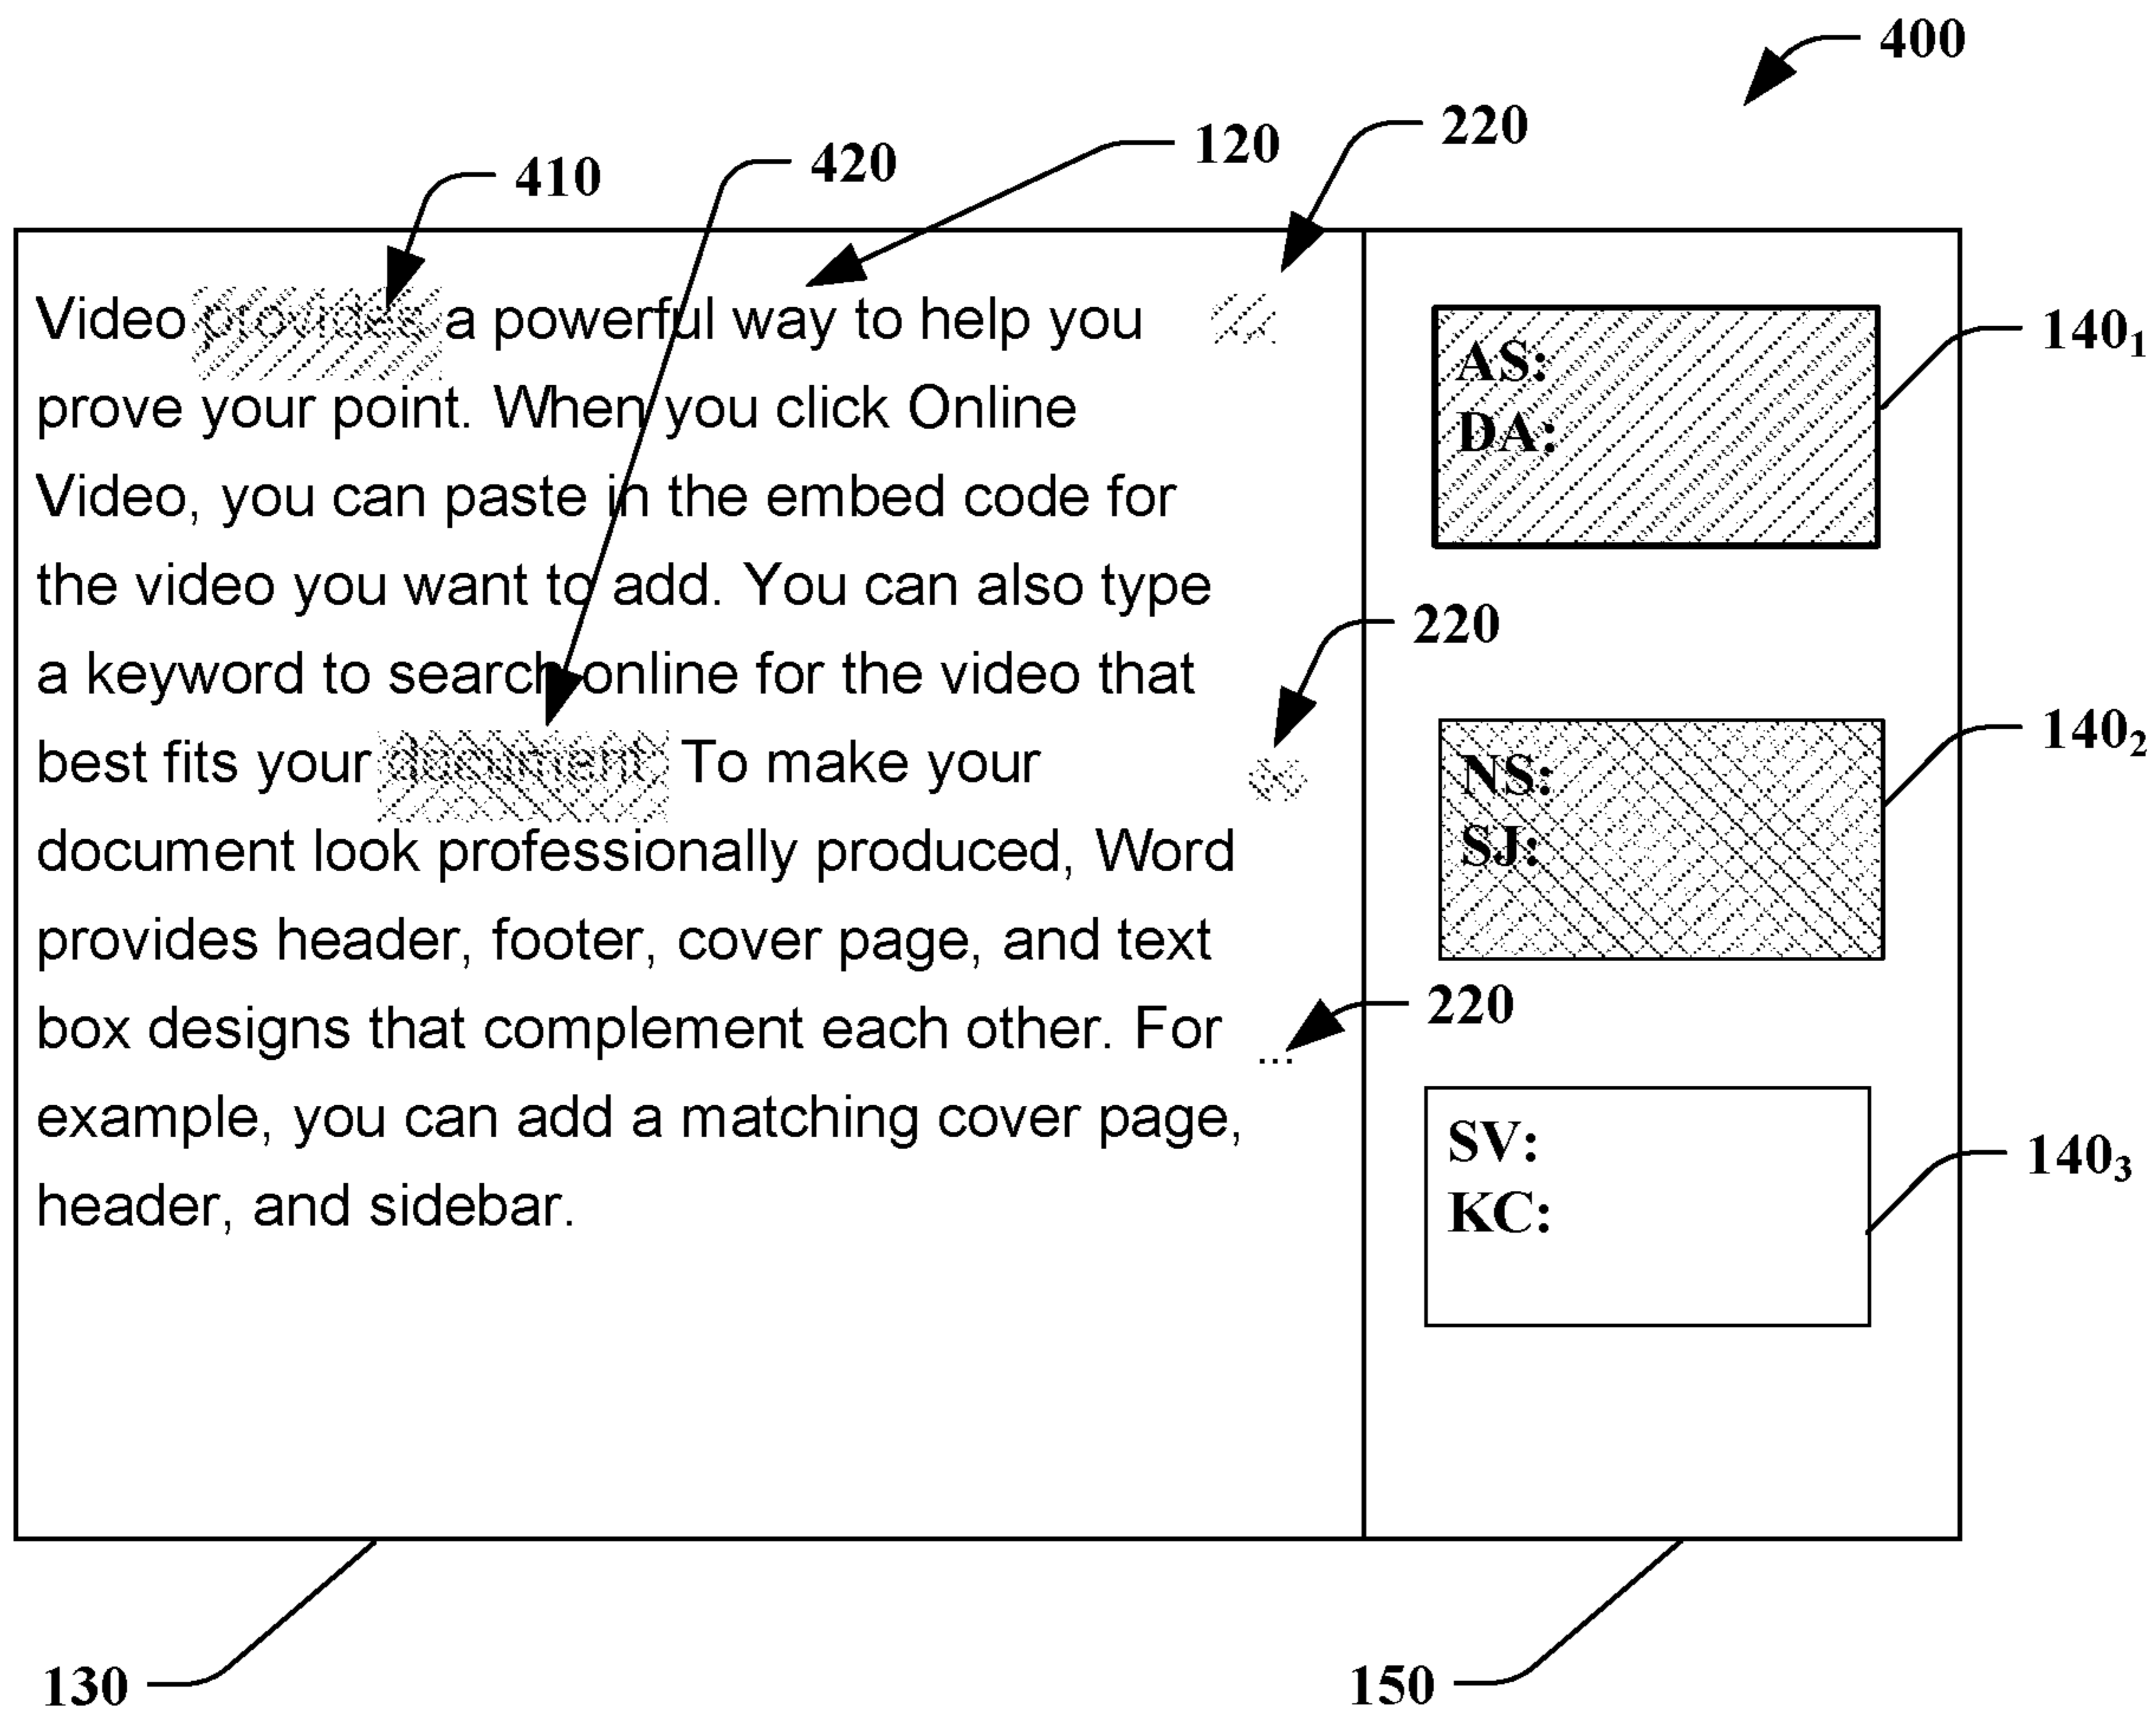 400
220
120
420
410
Video provides a powerful way to help you
prove your point. When you click Online
Video, you can paste in the embed code for
the video you want to add. You can also type
a keyword to search online for the video that
best fits your document. To make your
document look professionally produced, Word
provides header, footer, cover page, and text
box designs that complement each other. For
example, you can add a matching cover page,
header, and sidebar.
220
220
...
AS:
DA:
140₁
NS:
SJ:
140₂
SV:
KC:
140₃
130
150